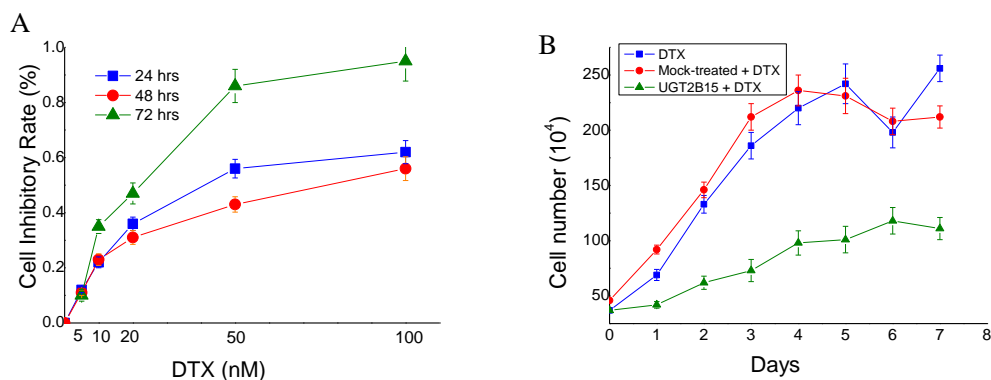 A
Cell Inhibitory Rate (%)
1.0
0.8
0.6
0.4
0.2
0.0
24 hrs
48 hrs
72 hrs
5 10 20 50 100
DTX (nM)
B
Cell number (10⁴)
250
200
150
100
50
DTX
Mock-treated + DTX
UGT2B15 + DTX
0 1 2 3 4 5 6 7 8
Days